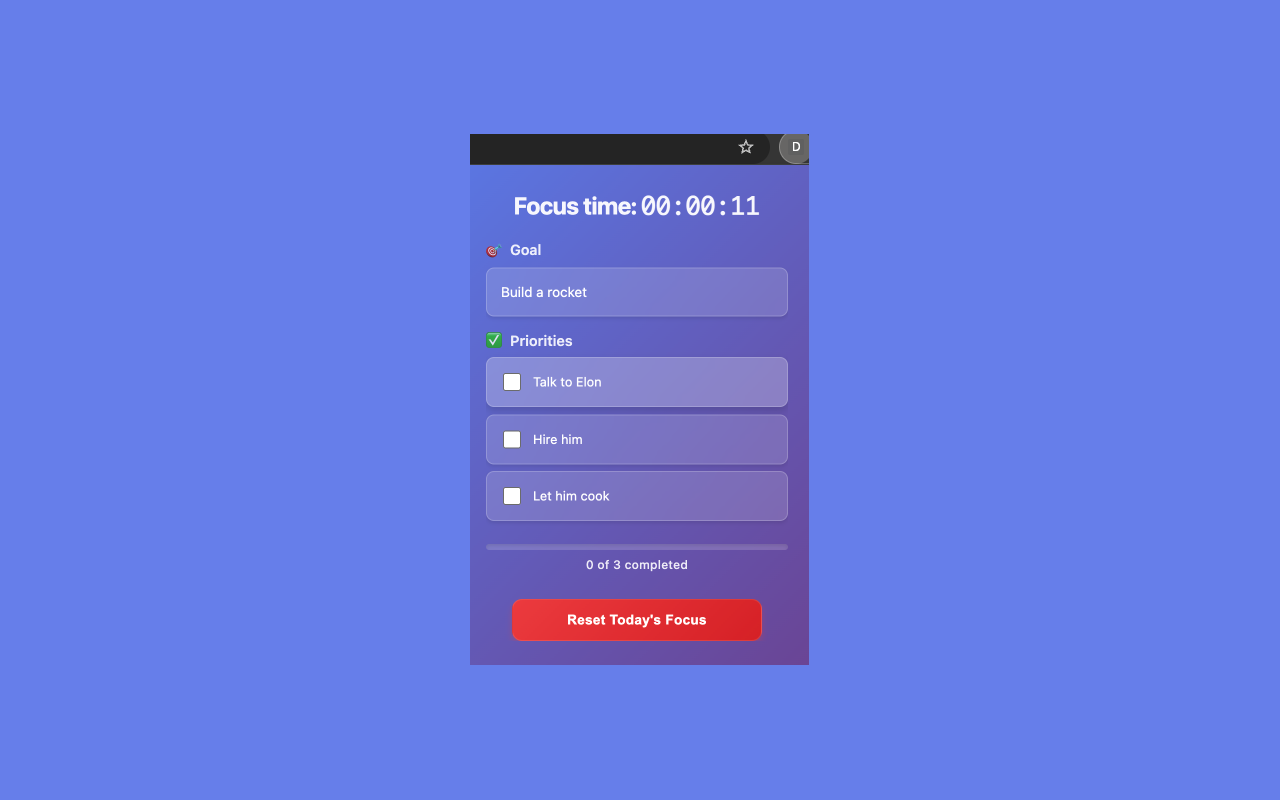 D
Focus time: 00:00:11
🎯 Goal
Build a rocket
✅ Priorities
Talk to Elon
Hire him
Let him cook
0 of 3 completed
Reset Today's Focus